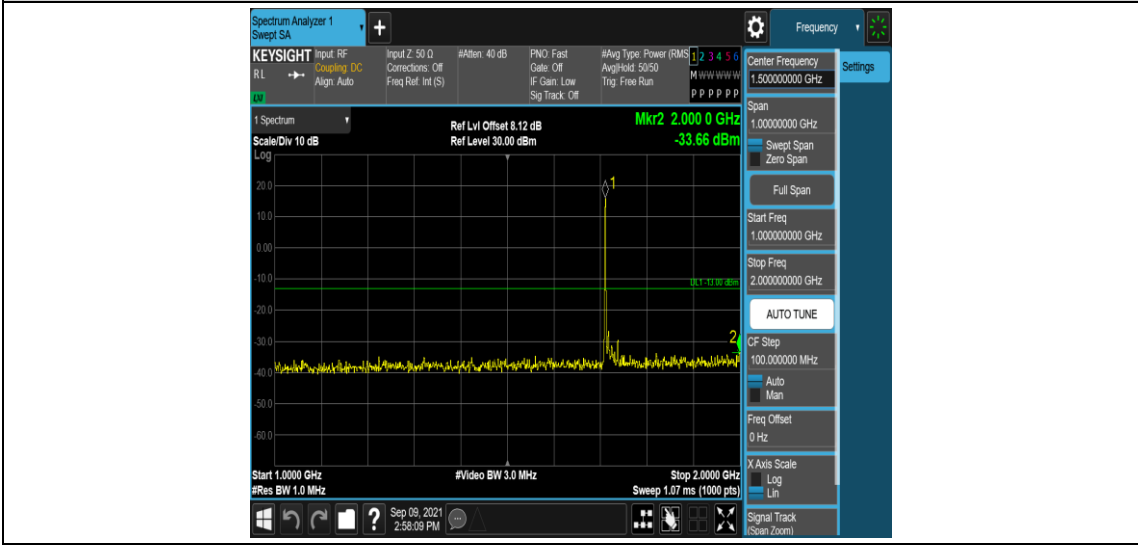 Spectrum Analyzer 1
Swept SA
+
Frequency
KEYSIGHT
RL
LNI
Input: RF
Coupling: DC
Align: Auto
Input Z: 50 Ω
Corrections: Off
Freq Ref: Int (S)
#Atten: 40 dB
PNO: Fast
Gate: Off
IF Gain: Low
Sig Track: Off
#Avg Type: Power (RMS
Avg|Hold: 50/50
Trig: Free Run
1 2 3 4 5 6
M W W W W W
P P P P P P
1 Spectrum
Scale/Div 10 dB
Log
Ref Lvl Offset 8.12 dB
Ref Level 30.00 dBm
Mkr2 2.000 0 GHz
-33.66 dBm
1
20.0
10.0
0.00
-10.0
DL1 -13.00 dBm
-20.0
2
-30.0
-40.0
-50.0
-60.0
Start 1.0000 GHz
#Video BW 3.0 MHz
Stop 2.0000 GHz
#Res BW 1.0 MHz
Sweep 1.07 ms (1000 pts)
Center Frequency
1.500000000 GHz
Settings
Span
1.00000000 GHz
Swept Span
Zero Span
Full Span
Start Freq
1.000000000 GHz
Stop Freq
2.000000000 GHz
AUTO TUNE
CF Step
100.000000 MHz
Auto
Man
Freq Offset
0 Hz
X Axis Scale
Log
Lin
Signal Track
(Span Zoom)
?
Sep 09, 2021
2:58:09 PM